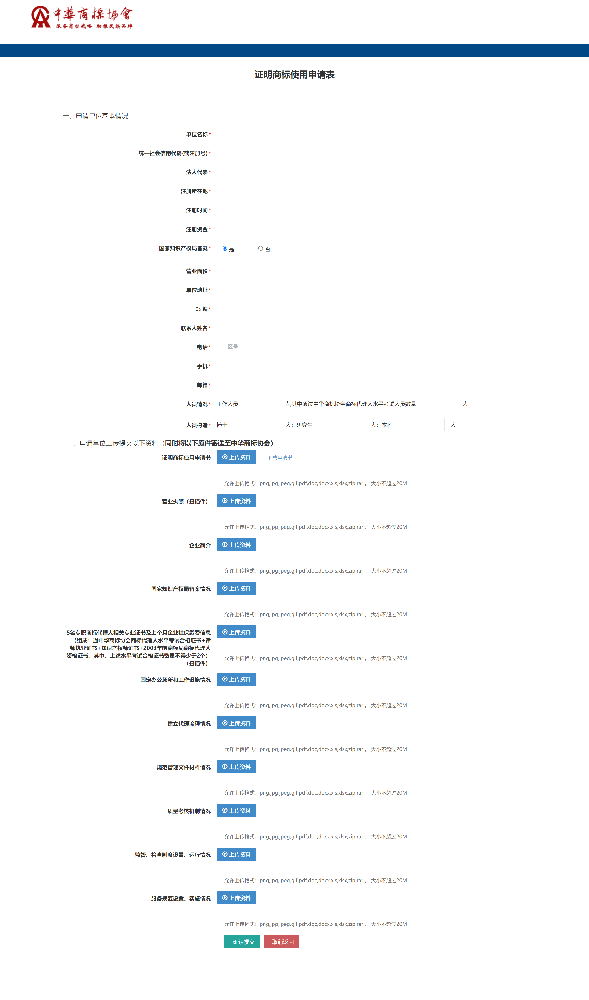 中華商标協會
服务商标战略 助推民族品牌
证明商标使用申请表
一、申请单位基本情况
单位名称*
统一社会信用代码(或注册号)*
法人代表*
注册所在地*
注册时间*
注册资金*
国家知识产权局备案* 是 否
营业面积*
单位地址*
邮 编*
联系人姓名*
电话* 区号
手机*
邮箱*
人员情况* 工作人员 人,其中通过中华商标协会商标代理人水平考试人员数量 人
人员构造* 博士 人；研究生 人；本科 人
二、申请单位上传提交以下资料（同时将以下原件寄送至中华商标协会）
证明商标使用申请书 上传资料 下载申请书
允许上传格式：png,jpg,jpeg,gif,pdf,doc,docx.xls,xlsx,zip,rar 。 大小不超过20M
营业执照（扫描件） 上传资料
允许上传格式：png,jpg,jpeg,gif,pdf,doc,docx.xls,xlsx,zip,rar 。 大小不超过20M
企业简介 上传资料
允许上传格式：png,jpg,jpeg,gif,pdf,doc,docx.xls,xlsx,zip,rar 。 大小不超过20M
国家知识产权局备案情况 上传资料
允许上传格式：png,jpg,jpeg,gif,pdf,doc,docx.xls,xlsx,zip,rar 。 大小不超过20M
5名专职商标代理人相关专业证书及上个月企业社保缴费信息 上传资料
（组成：通中华商标协会商标代理人水平考试合格证书+律
师执业证书+知识产权师证书+2003年前商标局商标代理人
资格证书。其中，上述水平考试合格证书数量不得少于2个）
（扫描件）
允许上传格式：png,jpg,jpeg,gif,pdf,doc,docx.xls,xlsx,zip,rar 。 大小不超过20M
固定办公场所和工作设施情况 上传资料
允许上传格式：png,jpg,jpeg,gif,pdf,doc,docx.xls,xlsx,zip,rar 。 大小不超过20M
建立代理流程情况 上传资料
允许上传格式：png,jpg,jpeg,gif,pdf,doc,docx.xls,xlsx,zip,rar 。 大小不超过20M
规范管理文件材料情况 上传资料
允许上传格式：png,jpg,jpeg,gif,pdf,doc,docx.xls,xlsx,zip,rar 。 大小不超过20M
质量考核机制情况 上传资料
允许上传格式：png,jpg,jpeg,gif,pdf,doc,docx.xls,xlsx,zip,rar 。 大小不超过20M
监督、检查制度设置、运行情况 上传资料
允许上传格式：png,jpg,jpeg,gif,pdf,doc,docx.xls,xlsx,zip,rar 。 大小不超过20M
服务规范设置、实施情况 上传资料
允许上传格式：png,jpg,jpeg,gif,pdf,doc,docx.xls,xlsx,zip,rar 。 大小不超过20M
确认提交 取消返回